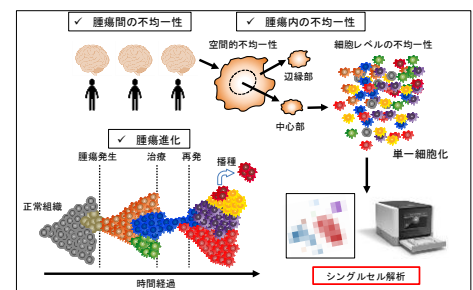 ✓ 腫瘍間の不均一性
✓ 腫瘍内の不均一性
空間的不均一性
細胞レベルの不均一性
辺縁部
中心部
単一細胞化
✓ 腫瘍進化
腫瘍発生
治療
再発
播種
正常組織
時間経過
シングルセル解析